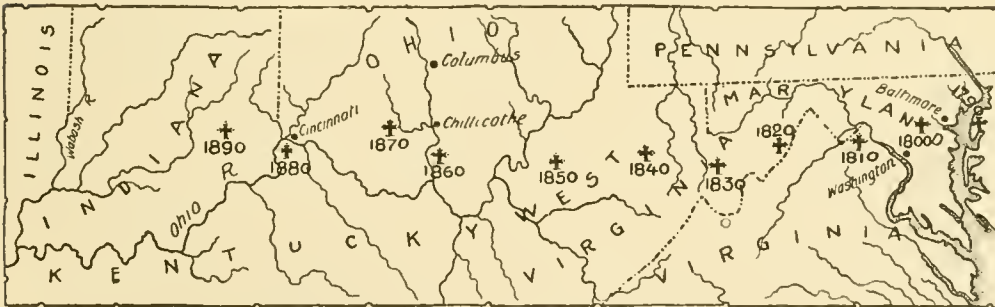 ILLINOIS
Wabash R
INDIANA
OHIO
Columbus
Chillicathe
Cincinnati
PENNSYLVANIA
MARYLAND
Baltimore
Washington
WEST VIRGINIA
VIRGINIA
KENTUCKY
Ohio R
1790
1800
1810
1820
1830
1840
1850
1860
1870
1880
1890